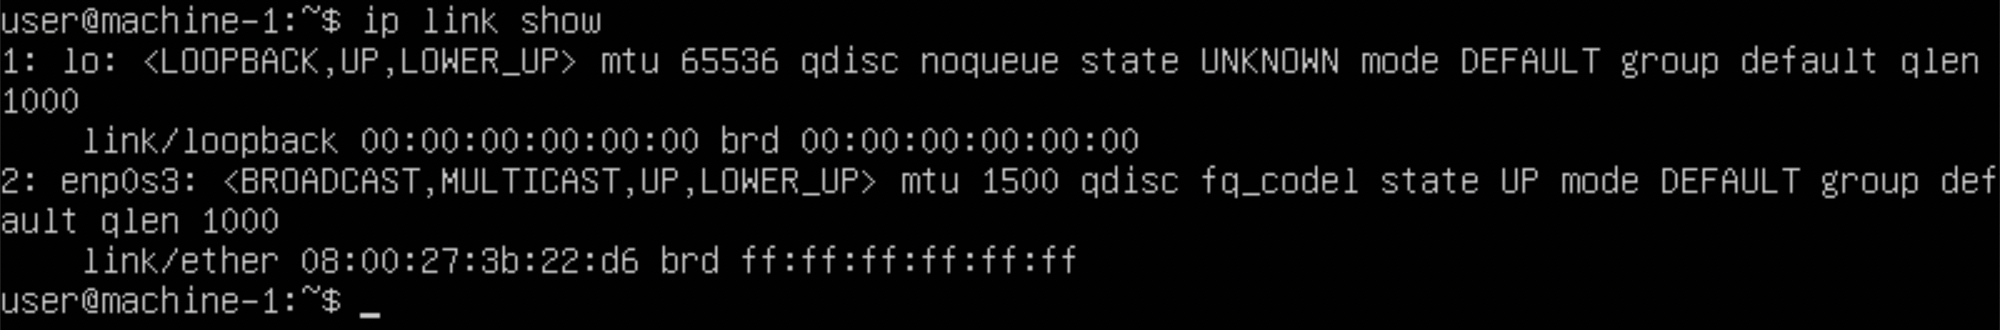 user@machine-1:~$ ip link show
1: lo: <LOOPBACK,UP,LOWER_UP> mtu 65536 qdisc noqueue state UNKNOWN mode DEFAULT group default qlen
1000
    link/loopback 00:00:00:00:00:00 brd 00:00:00:00:00:00
2: enp0s3: <BROADCAST,MULTICAST,UP,LOWER_UP> mtu 1500 qdisc fq_codel state UP mode DEFAULT group def
ault qlen 1000
    link/ether 08:00:27:3b:22:d6 brd ff:ff:ff:ff:ff:ff
user@machine-1:~$ _